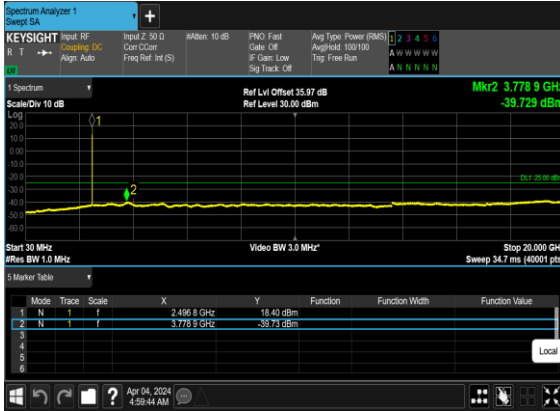 Spectrum Analyzer 1
Swept SA
+
KEYSIGHT Input: RF Input Z: 50 Ω #Atten: 10 dB PNO: Fast Avg Type: Power (RMS) 1 2 3 4 5 6
R T Coupling: DC Corr CCorr Gate: Off Avg|Hold: 100/100 A W W W W W
Align: Auto Freq Ref: Int (S) IF Gain: Low Trig: Free Run
Sig Track: Off A N N N N N
1 Spectrum Ref Lvl Offset 35.97 dB Mkr2 3.778 9 GHz
Scale/Div 10 dB Ref Level 30.00 dBm -39.729 dBm
Log
20.0
10.0
0.00
-10.0
-20.0
-30.0
-40.0
-50.0
-60.0
1
2
DL1 -25.00 dBm
Start 30 MHz Video BW 3.0 MHz* Stop 20.000 GH
#Res BW 1.0 MHz Sweep 34.7 ms (40001 pts
5 Marker Table
Mode Trace Scale X Y Function Function Width Function Value
1 N 1 f 2.496 8 GHz 18.40 dBm
2 N 1 f 3.778 9 GHz -39.73 dBm
3
4
5
6
Local
? Apr 04, 2024
4:59:44 AM